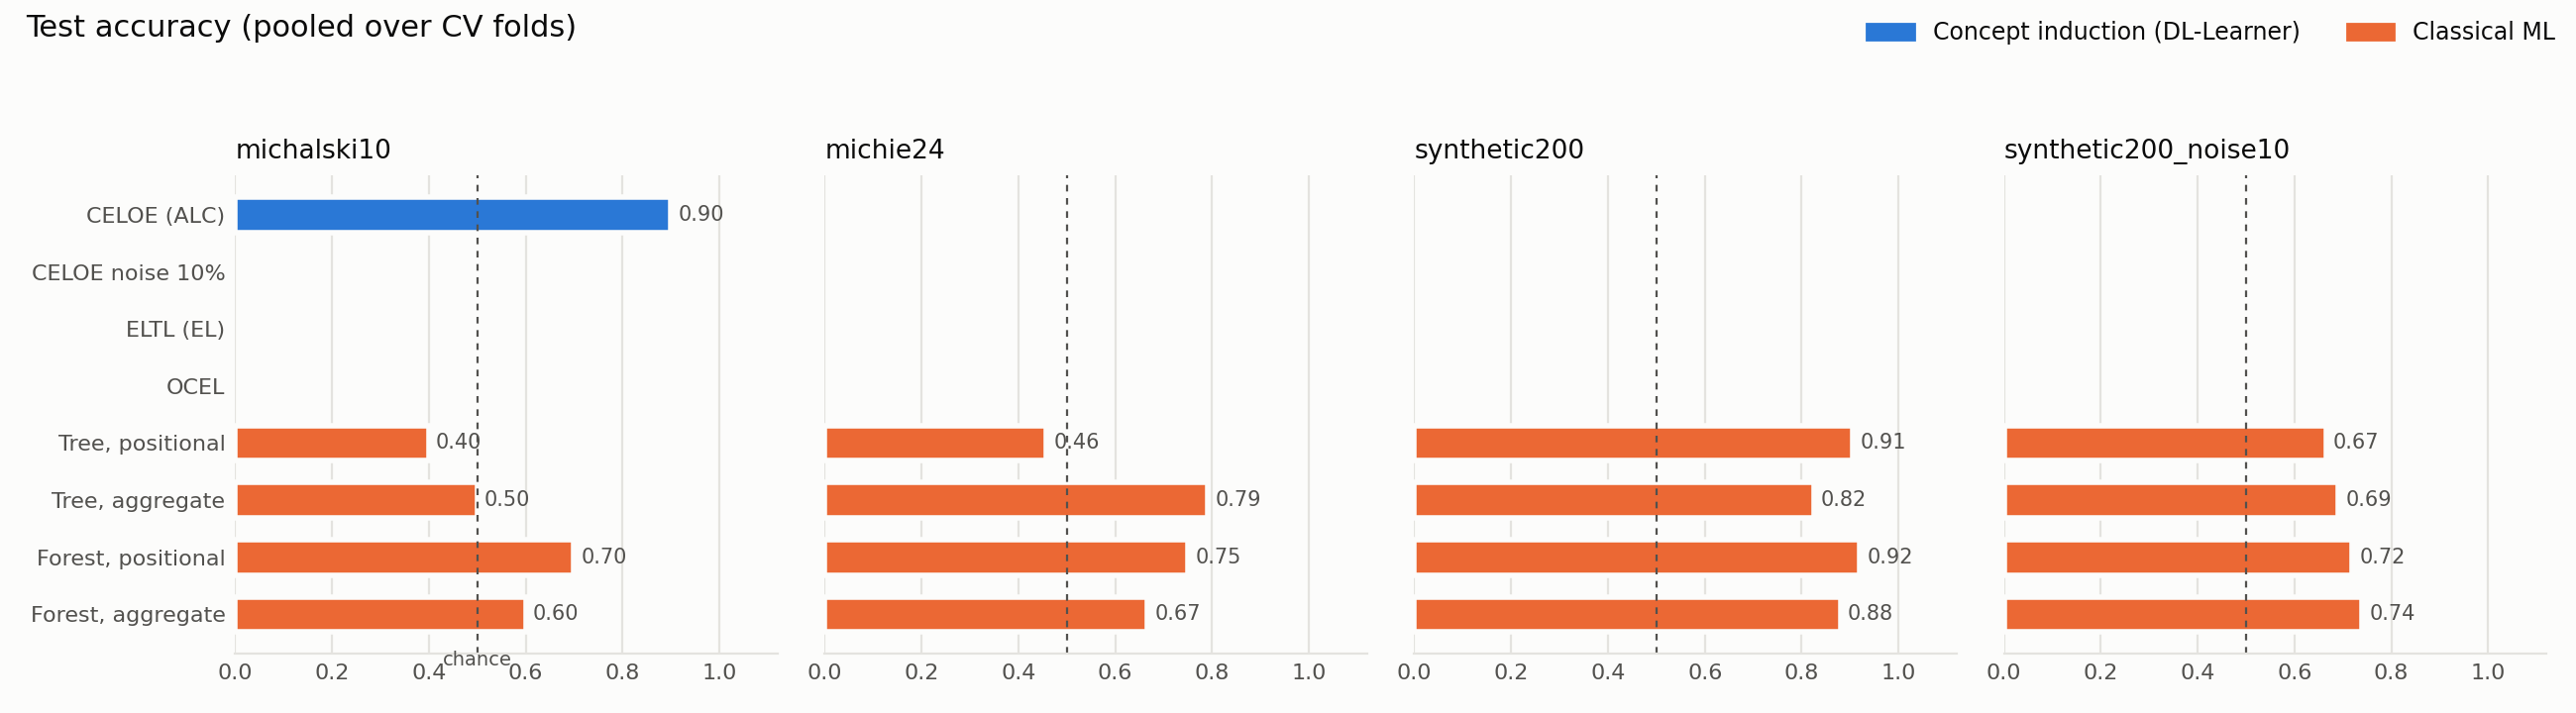 Test accuracy (pooled over CV folds)
Concept induction (DL-Learner) Classical ML
michalski10 michie24 synthetic200 synthetic200_noise10
CELOE (ALC) 0.90
CELOE noise 10%
ELTL (EL)
OCEL
Tree, positional 0.40 0.46 0.91 0.67
Tree, aggregate 0.50 0.79 0.82 0.69
Forest, positional 0.70 0.75 0.92 0.72
Forest, aggregate 0.60 0.67 0.88 0.74
chance
0.0 0.2 0.4 0.6 0.8 1.0 0.0 0.2 0.4 0.6 0.8 1.0 0.0 0.2 0.4 0.6 0.8 1.0 0.0 0.2 0.4 0.6 0.8 1.0